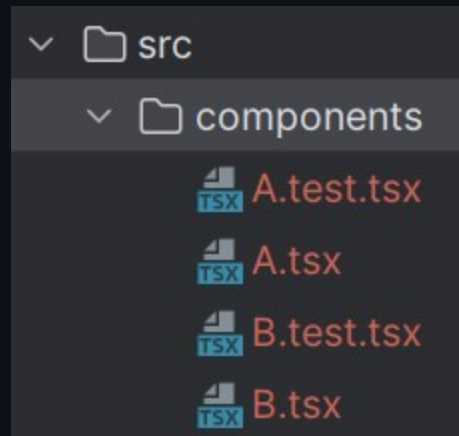 src
components
TSX A.test.tsx
TSX A.tsx
TSX B.test.tsx
TSX B.tsx